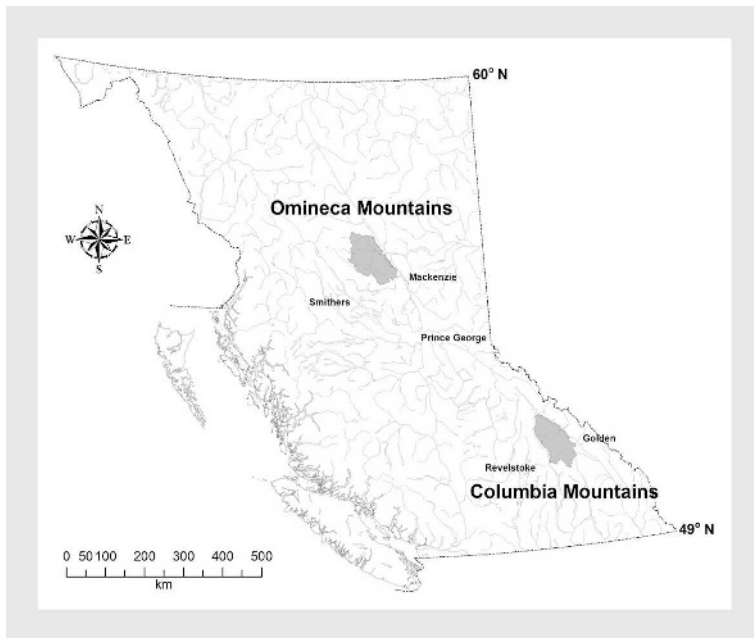 60° N
Omineca Mountains
N
W E
S
Mackenzie
Smithers
Prince George
Golden
Revelstoke
Columbia Mountains
49° N
0 50 100 200 300 400 500
km